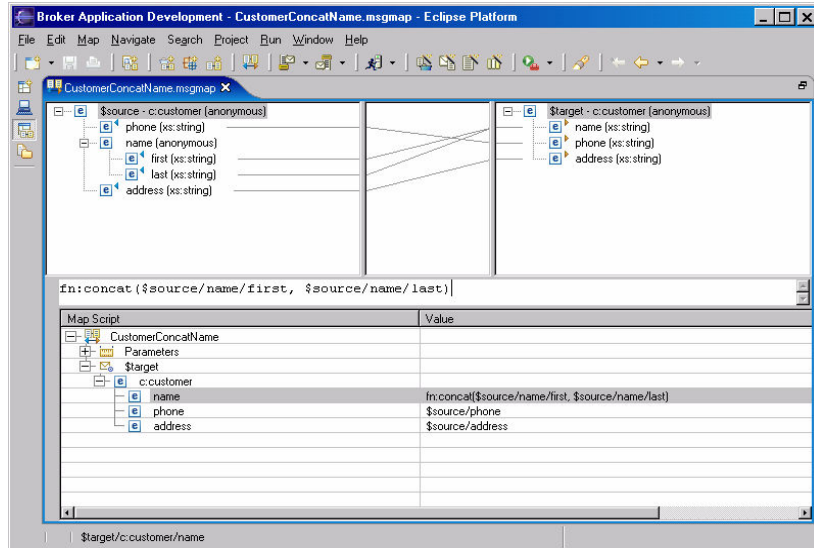 Broker Application Development - CustomerConcatName.msgmap - Eclipse Platform
File Edit Map Navigate Search Project Run Window Help
CustomerConcatName.msgmap
$source - c:customer (anonymous)
phone (xs:string)
name (anonymous)
first (xs:string)
last (xs:string)
address (xs:string)
$target - c:customer (anonymous)
name (xs:string)
phone (xs:string)
address (xs:string)
fn:concat($source/name/first, $source/name/last)
Map Script Value
CustomerConcatName
Parameters
$target
c:customer
name fn:concat($source/name/first, $source/name/last)
phone $source/phone
address $source/address
$target/c:customer/name